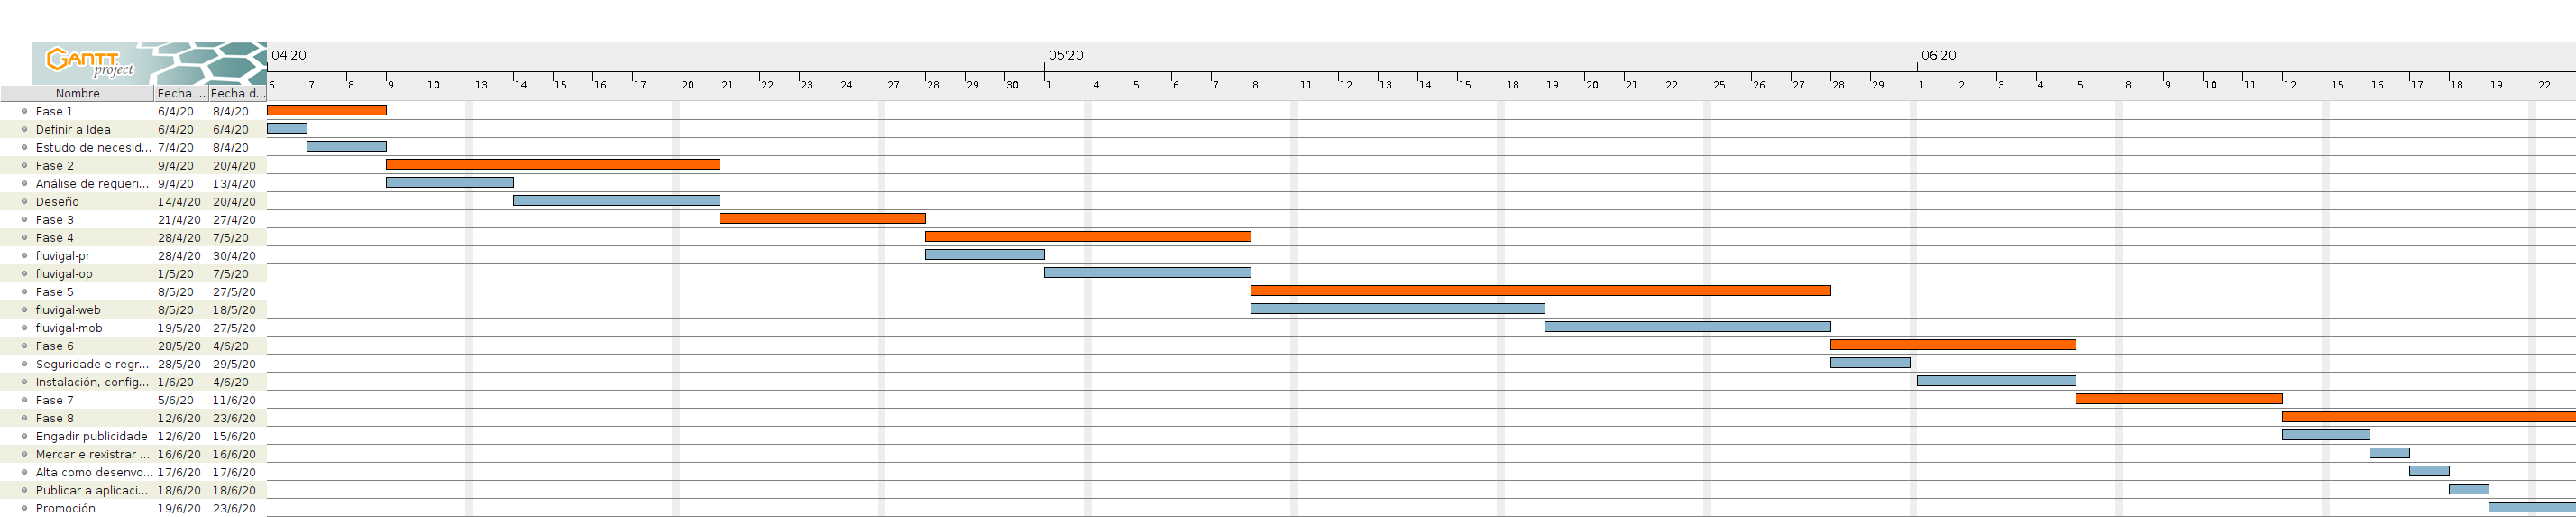 04'20 05'20 06'20
GANTT
project
6 7 8 9 10 13 14 15 16 17 20 21 22 23 24 27 28 29 30 1 4 5 6 7 8 11 12 13 14 15 18 19 20 21 22 25 26 27 28 29 1 2 3 4 5 8 9 10 11 12 15 16 17 18 19 22
Nombre Fecha ... Fecha d...
Fase 1 6/4/20 8/4/20
Definir a Idea 6/4/20 6/4/20
Estudo de necesid... 7/4/20 8/4/20
Fase 2 9/4/20 20/4/20
Análise de requeri... 9/4/20 13/4/20
Deseño 14/4/20 20/4/20
Fase 3 21/4/20 27/4/20
Fase 4 28/4/20 7/5/20
fluvigal-pr 28/4/20 30/4/20
fluvigal-op 1/5/20 7/5/20
Fase 5 8/5/20 27/5/20
fluvigal-web 8/5/20 18/5/20
fluvigal-mob 19/5/20 27/5/20
Fase 6 28/5/20 4/6/20
Seguridade e regr... 28/5/20 29/5/20
Instalación, config... 1/6/20 4/6/20
Fase 7 5/6/20 11/6/20
Fase 8 12/6/20 23/6/20
Engadir publicidade 12/6/20 15/6/20
Mercar e rexistrar ... 16/6/20 16/6/20
Alta como desenvo... 17/6/20 17/6/20
Publicar a aplicaci... 18/6/20 18/6/20
Promoción 19/6/20 23/6/20